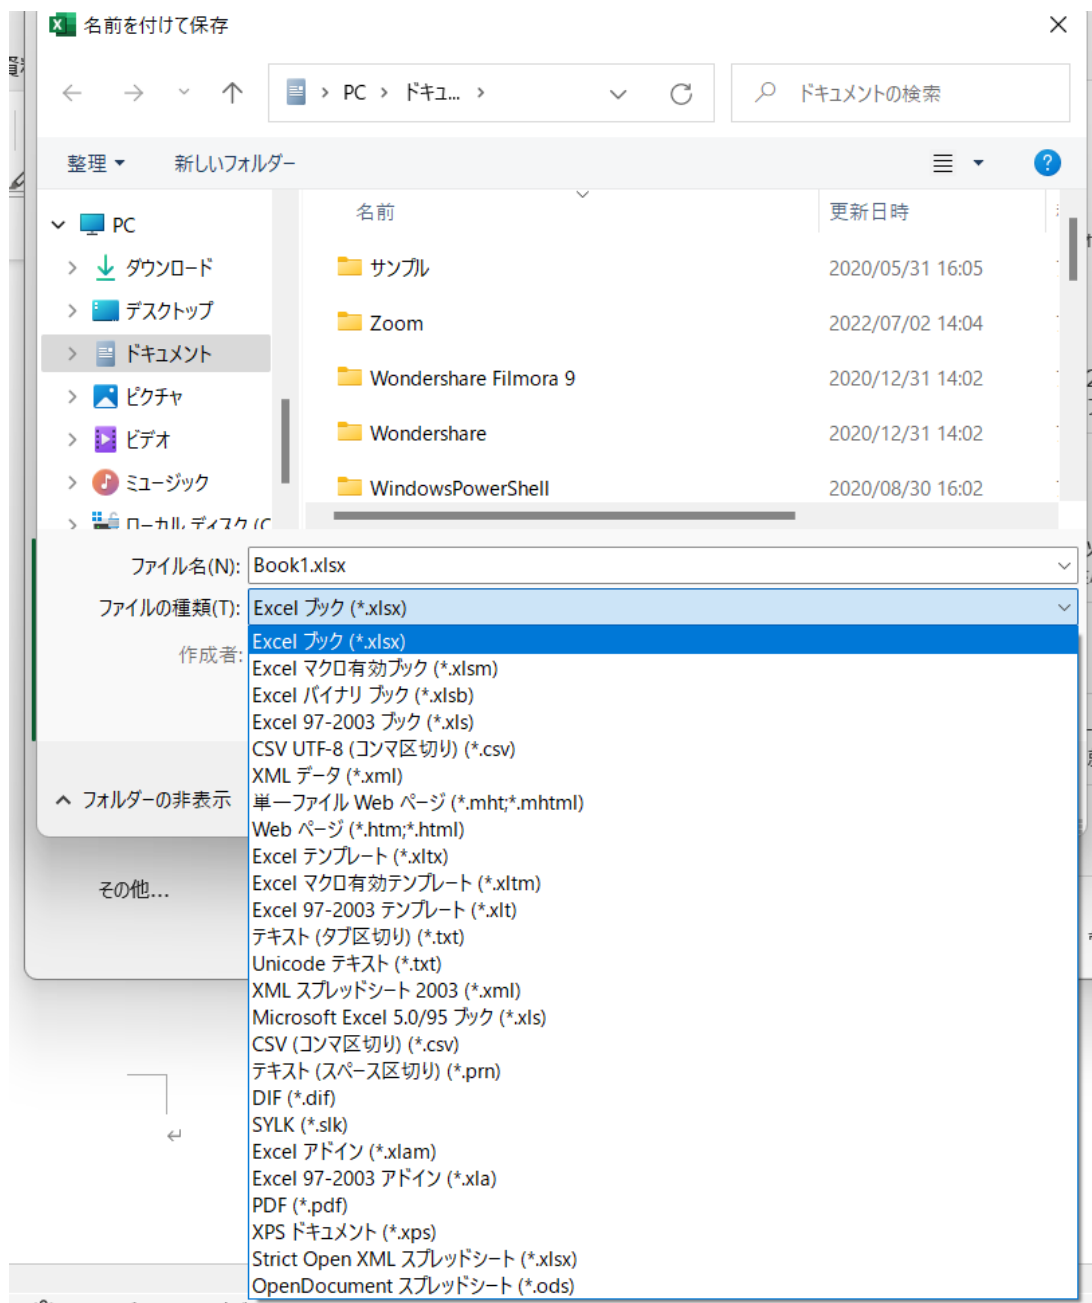 名前を付けて保存
PC ドキュ...
ドキュメントの検索
整理
新しいフォルダー
名前
更新日時
PC
ダウンロード
デスクトップ
ドキュメント
ピクチャ
ビデオ
ミュージック
ローカル ディスク (C
サンプル 2020/05/31 16:05
Zoom 2022/07/02 14:04
Wondershare Filmora 9 2020/12/31 14:02
Wondershare 2020/12/31 14:02
WindowsPowerShell 2020/08/30 16:02
ファイル名(N): Book1.xlsx
ファイルの種類(T): Excel ブック (*.xlsx)
作成者:
Excel ブック (*.xlsx)
Excel マクロ有効ブック (*.xlsm)
Excel バイナリ ブック (*.xlsb)
Excel 97-2003 ブック (*.xls)
CSV UTF-8 (コンマ区切り) (*.csv)
XML データ (*.xml)
単一ファイル Web ページ (*.mht;*.mhtml)
Web ページ (*.htm;*.html)
Excel テンプレート (*.xltx)
Excel マクロ有効テンプレート (*.xltm)
Excel 97-2003 テンプレート (*.xlt)
テキスト (タブ区切り) (*.txt)
Unicode テキスト (*.txt)
XML スプレッドシート 2003 (*.xml)
Microsoft Excel 5.0/95 ブック (*.xls)
CSV (コンマ区切り) (*.csv)
テキスト (スペース区切り) (*.prn)
DIF (*.dif)
SYLK (*.slk)
Excel アドイン (*.xlam)
Excel 97-2003 アドイン (*.xla)
PDF (*.pdf)
XPS ドキュメント (*.xps)
Strict Open XML スプレッドシート (*.xlsx)
OpenDocument スプレッドシート (*.ods)
フォルダーの非表示
その他...